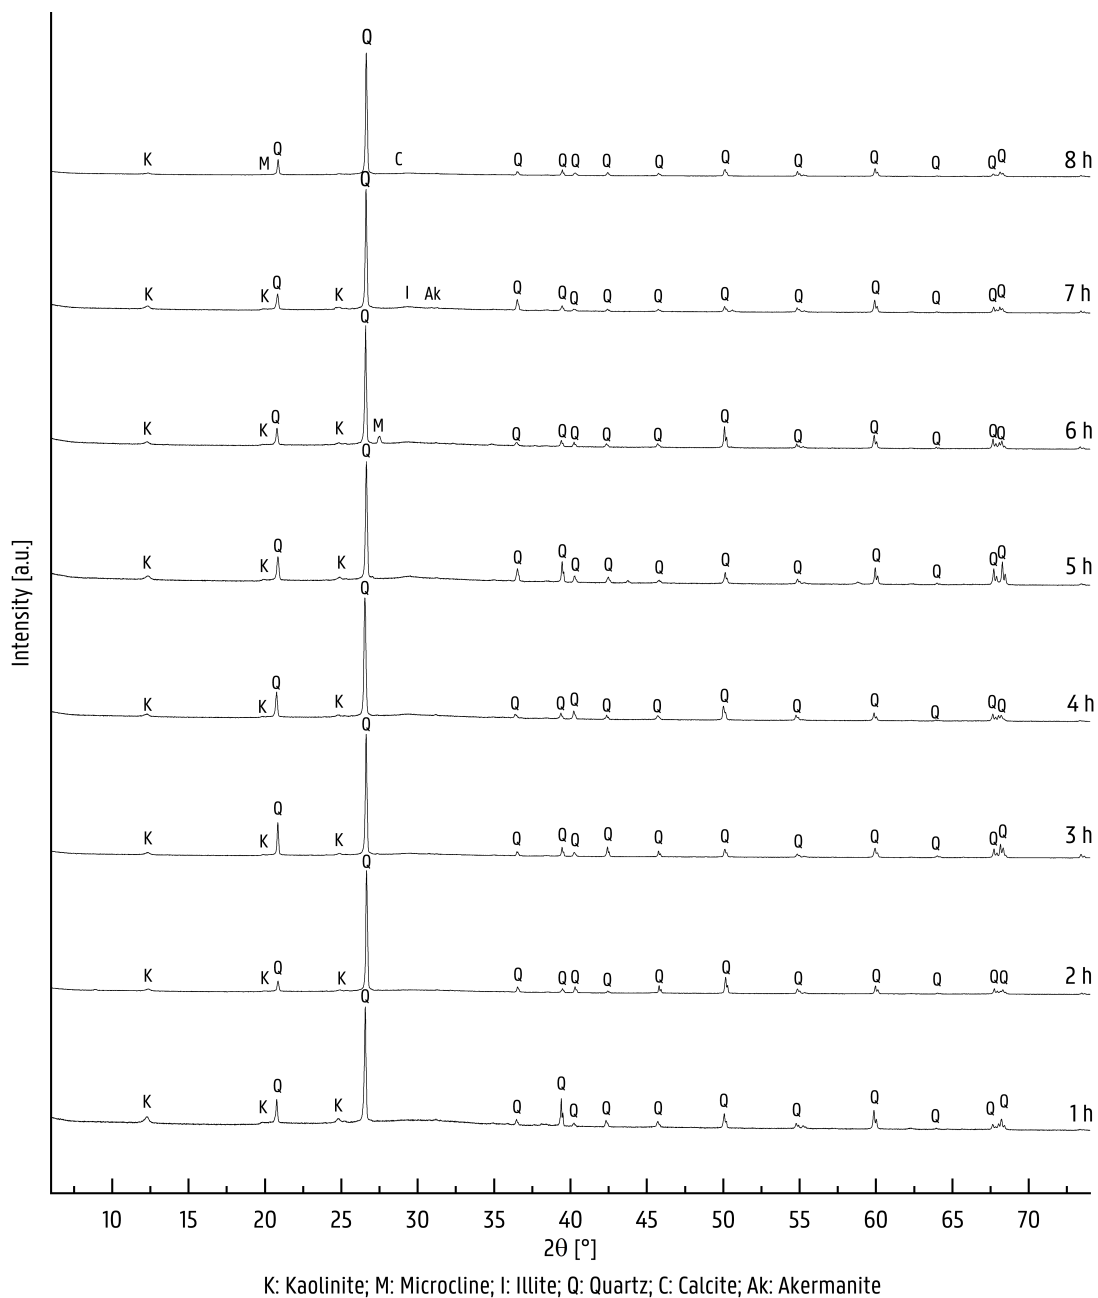 Q
K M Q C Q Q Q Q Q Q Q Q Q Q Q 8 h
Q
K K Q K I Ak Q Q Q Q Q Q Q Q Q Q Q 7 h
Q
K K Q K M Q Q Q Q Q Q Q Q Q Q Q 6 h
Q
K K Q K Q Q Q Q Q Q Q Q Q Q Q 5 h
Q
K K Q K Q Q Q Q Q Q Q Q Q Q Q 4 h
Q
K K Q K Q Q Q Q Q Q Q Q Q Q Q 3 h
Q
K K Q K Q Q Q Q Q Q Q Q Q Q Q 2 h
Q
K K Q K Q Q Q Q Q Q Q Q Q Q Q 1 h
Intensity [a.u.]
10 15 20 25 30 35 40 45 50 55 60 65 70
2θ [°]
K: Kaolinite; M: Microcline; I: Illite; Q: Quartz; C: Calcite; Ak: Akermanite